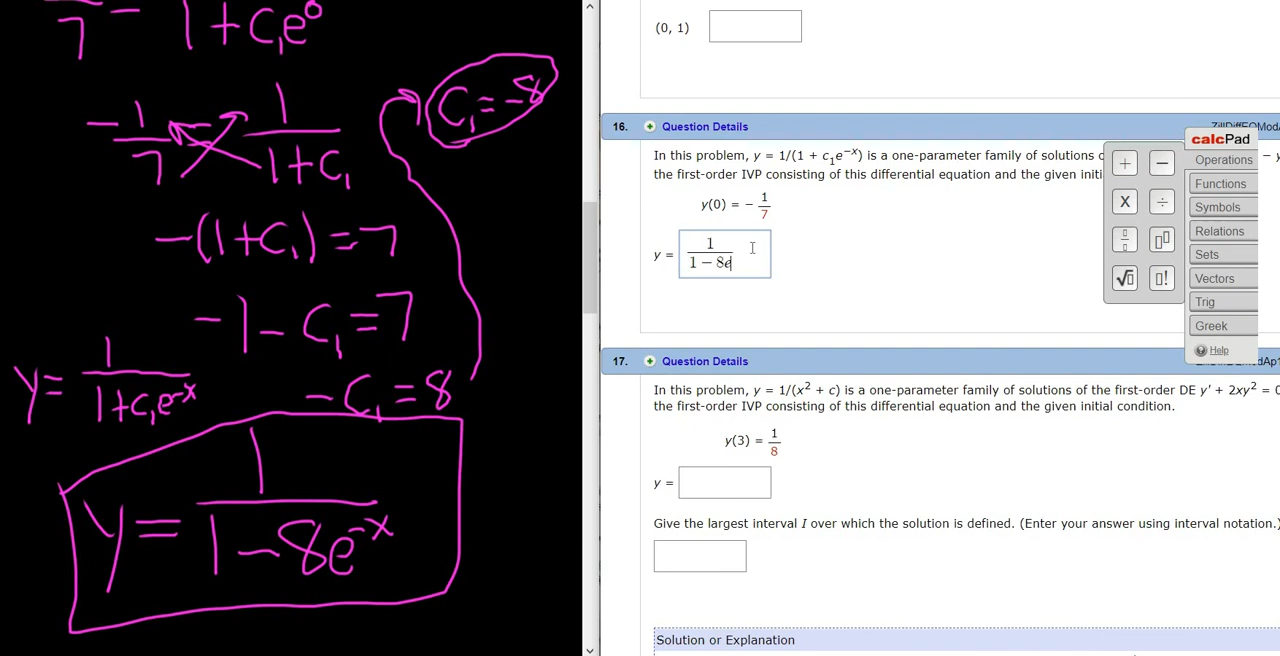 1/7 = 1 + c₁e⁰
- 1/7 1/(1 + c₁)
c₁ = -8
-(1+c₁) = 7
-1 - c₁ = 7
y = 1/(1+c₁e^-x)
- c₁ = 8
y = 1/(1 - 8e^-x)
(0, 1)
16. Question Details
In this problem, y = 1/(1 + c₁e^−x) is a one-parameter family of solutions
the first-order IVP consisting of this differential equation and the given
y(0) = − 1/7
y = 1/(1 − 8e
calcPad
Operations
Functions
Symbols
Relations
Sets
Vectors
Trig
Greek
Help
+ −
X ÷
√▯ ▯!
17. Question Details
In this problem, y = 1/(x² + c) is a one-parameter family of solutions of the first-order DE y′ + 2xy² = 0
the first-order IVP consisting of this differential equation and the given initial condition.
y(3) = 1/8
y =
Give the largest interval I over which the solution is defined. (Enter your answer using interval notation.)
Solution or Explanation